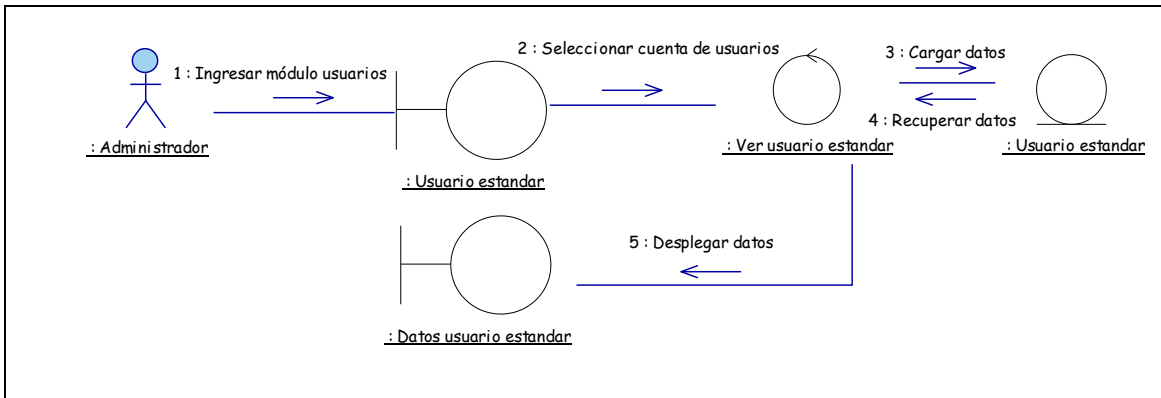 2 : Seleccionar cuenta de usuarios
3 : Cargar datos
1 : Ingresar módulo usuarios
4 : Recuperar datos
: Administrador
: Ver usuario estandar
: Usuario estandar
: Usuario estandar
5 : Desplegar datos
: Datos usuario estandar